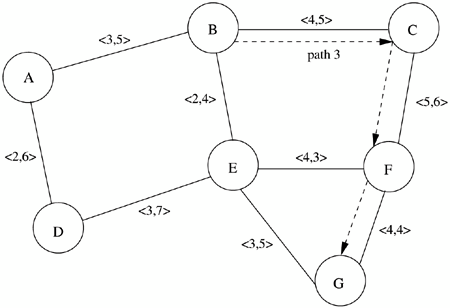 B
<4,5>
C
<3,5>
path 3
A
<2,4>
<5,6>
<2,6>
E
<4,3>
F
D
<3,7>
<3,5>
<4,4>
G